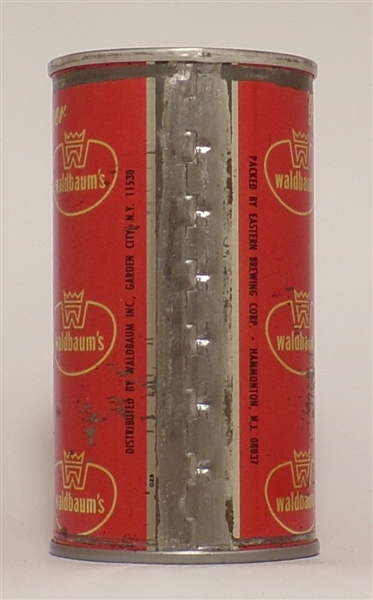 waldbaum's
waldbaum's
waldbaum's
DISTRIBUTED BY WALDBAUM INC., GARDEN CITY, N.Y. 11530
023
PACKED BY EASTERN BREWING CORP. • HAMMONTON, N.J. 08037
waldbaum's
waldbaum's
waldbaum's